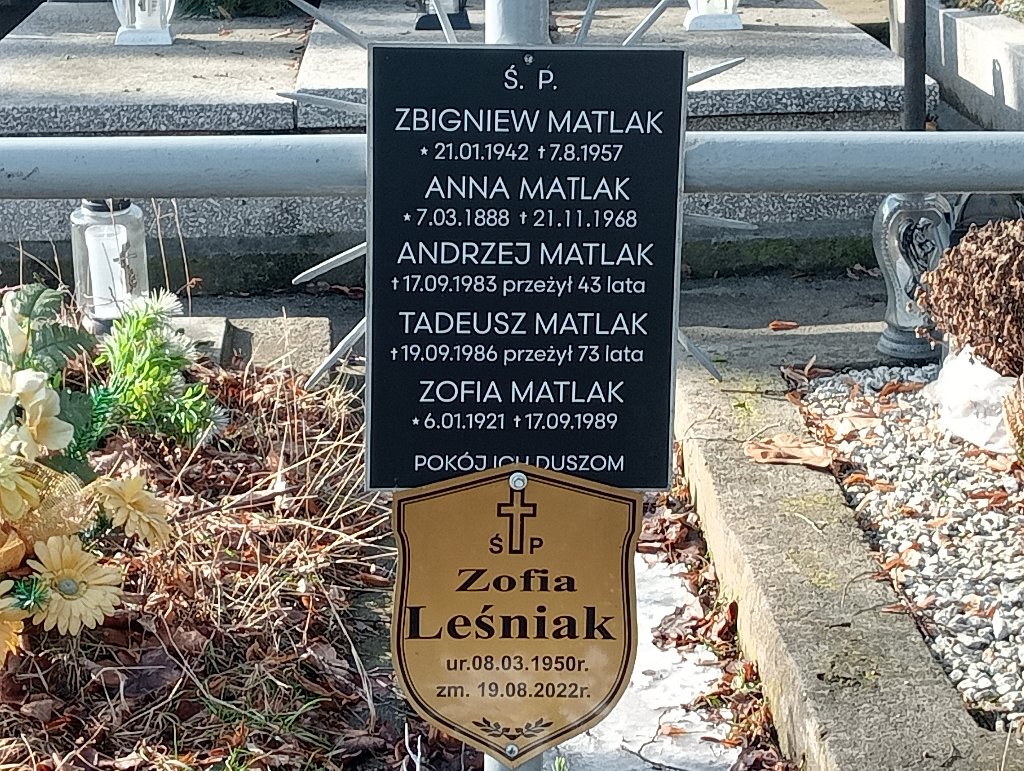 Ś. P.
ZBIGNIEW MATLAK
* 21.01.1942 †7.8.1957
ANNA MATLAK
* 7.03.1888 † 21.11.1968
ANDRZEJ MATLAK
†17.09.1983 przeżył 43 lata
TADEUSZ MATLAK
†19.09.1986 przeżył 73 lata
ZOFIA MATLAK
* 6.01.1921 †17.09.1989
POKÓJ ICH DUSZOM
Ś P
Zofia
Leśniak
ur.08.03.1950r.
zm. 19.08.2022r.